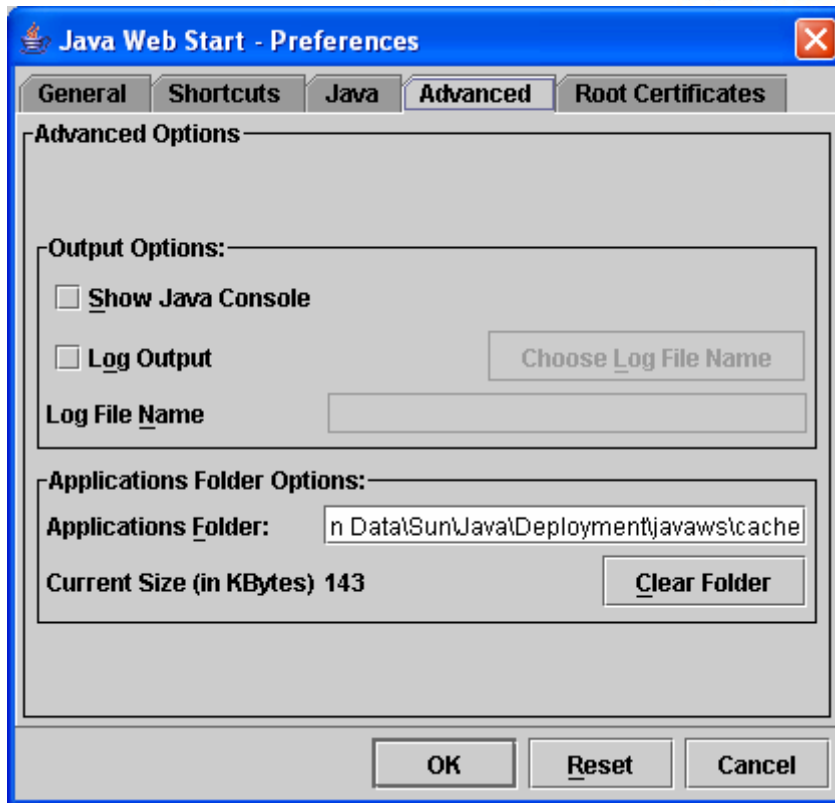 Java Web Start - Preferences
General Shortcuts Java Advanced Root Certificates
Advanced Options
Output Options:
Show Java Console
Log Output Choose Log File Name
Log File Name
Applications Folder Options:
Applications Folder: n Data\Sun\Java\Deployment\javaws\cache
Current Size (in KBytes) 143 Clear Folder
OK Reset Cancel